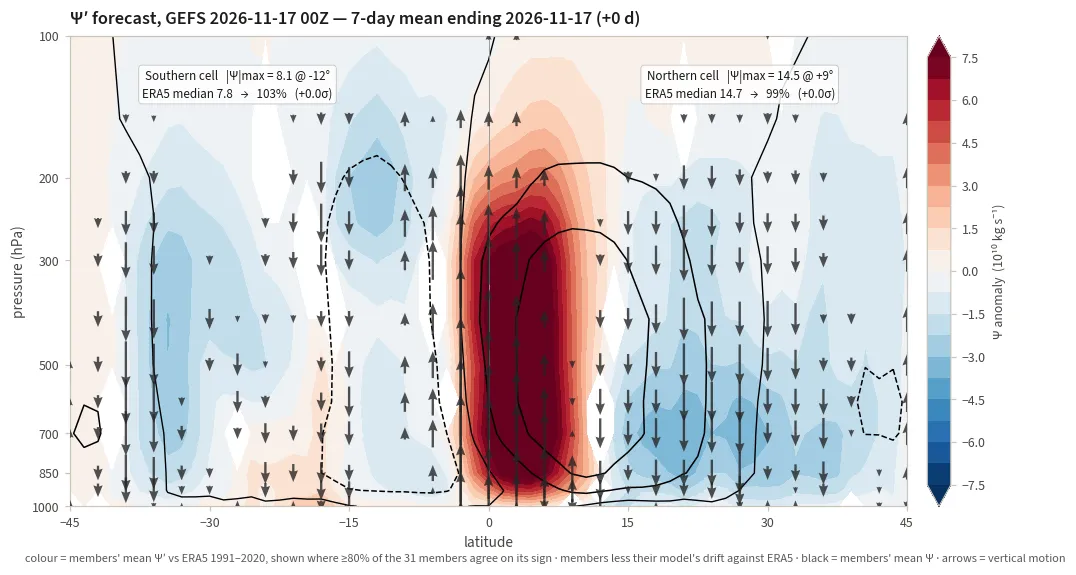 Ψ′ forecast, GEFS 2026-11-17 00Z — 7-day mean ending 2026-11-17 (+0 d)
Southern cell |Ψ|max = 8.1 @ -12°
ERA5 median 7.8 → 103% (+0.0σ)
Northern cell |Ψ|max = 14.5 @ +9°
ERA5 median 14.7 → 99% (+0.0σ)
pressure (hPa)
100
200
300
400
500
700
850
1000
−45
−30
−15
0
15
30
45
latitude
7.5
6.0
4.5
3.0
1.5
0.0
−1.5
−3.0
−4.5
−6.0
−7.5
Ψ anomaly (10¹⁰ kg s⁻¹)
colour = members' mean Ψ′ vs ERA5 1991–2020, shown where ≥80% of the 31 members agree on its sign · members less their model's drift against ERA5 · black = members' mean Ψ · arrows = vertical motion